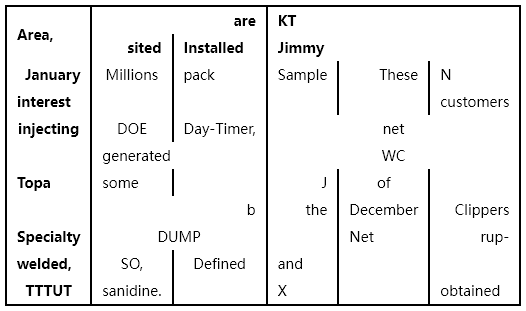 are KT
Area,
sited Installed Jimmy
January Millions pack Sample These N
interest customers
injecting DOE Day-Timer, net
generated WC
Topa some J of
b the December Clippers
Specialty DUMP Net rup-
welded, SO, Defined and
TTTUT sanidine. X obtained